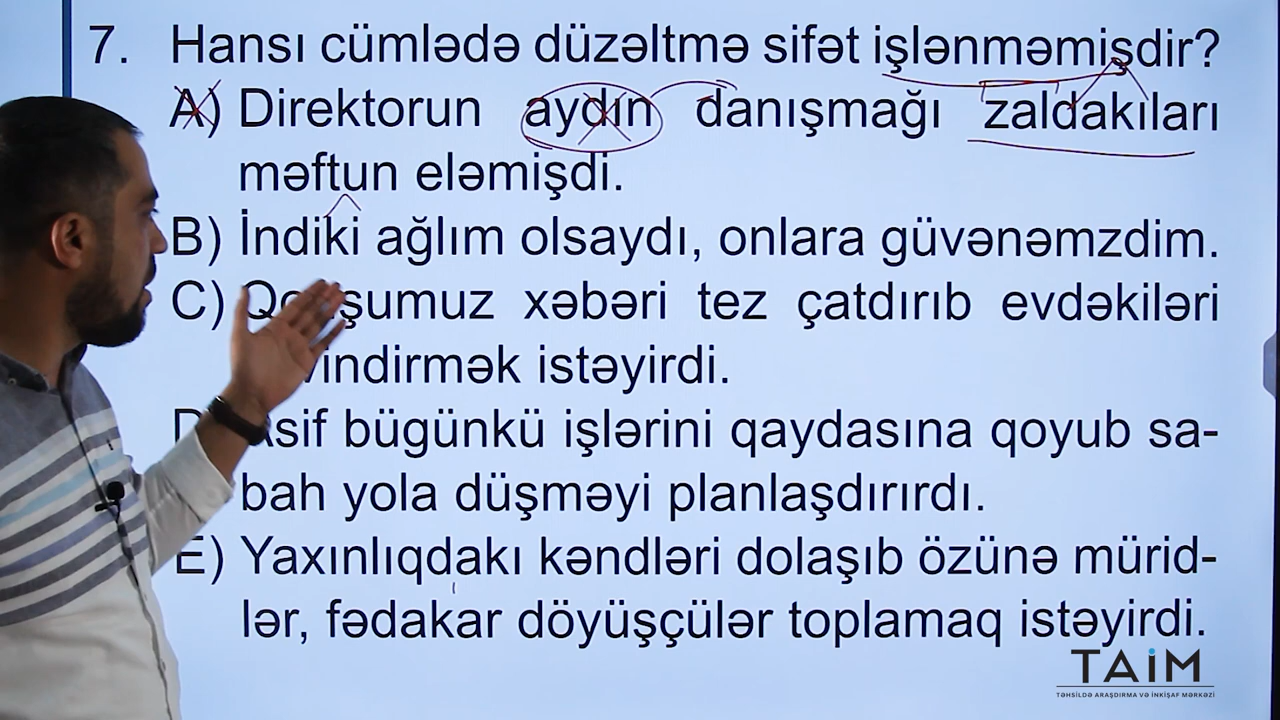 7. Hansı cümlədə düzəltmə sifət işlənməmişdir?
A) Direktorun aydın danışmağı zaldakıları
məftun eləmişdi.
B) İndiki ağlım olsaydı, onlara güvənəmzdim.
C) xəbəri tez çatdırıb evdəkiləri
istəyirdi.
bügünkü işlərini qaydasına qoyub sa-
bah yola düşməyi planlaşdırırdı.
E) Yaxınlıqdakı kəndləri dolaşıb özünə mürid-
lər, fədakar döyüşçülər toplamaq istəyirdi.
TAİM
TƏHSİLDƏ ARAŞDIRMA VƏ İNKİŞAF MƏRKƏZİ